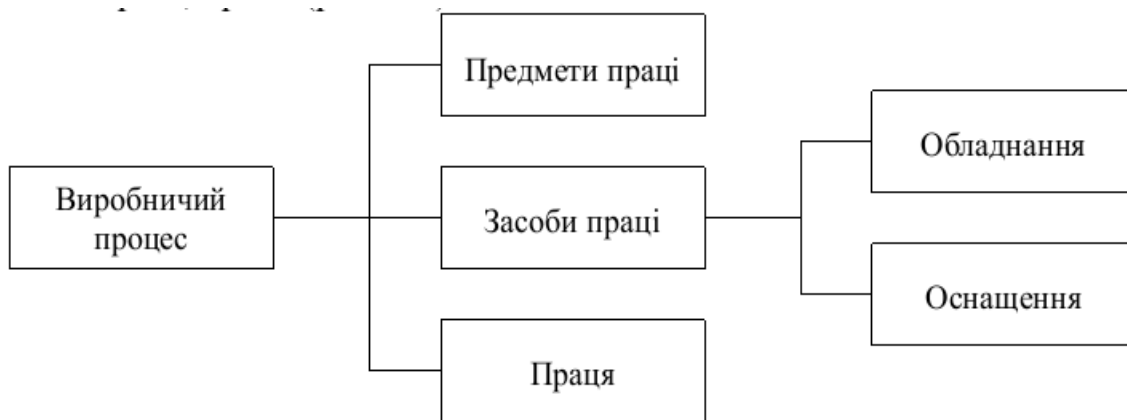 Предмети праці
Обладнання
Виробничий
процес
Засоби праці
Оснащення
Праця